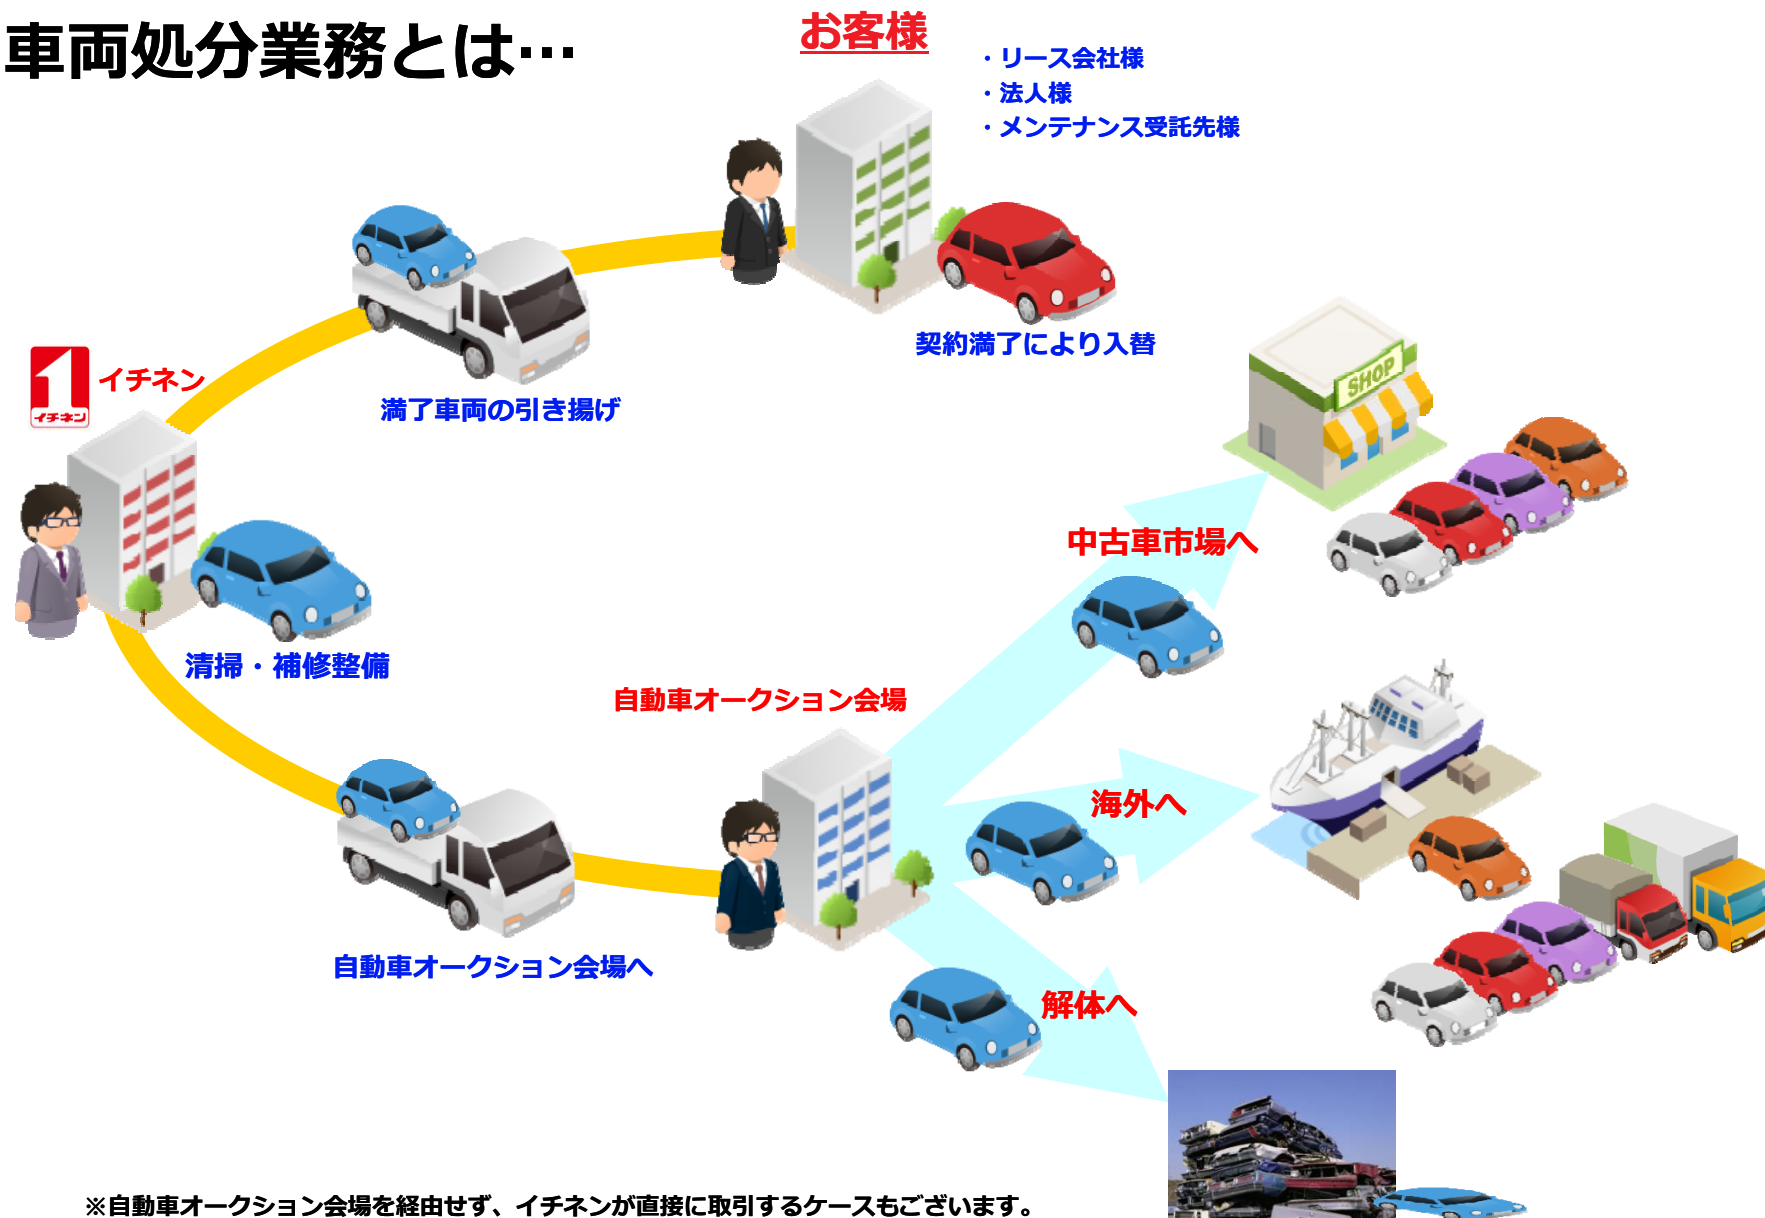 車両処分業務とは…
お客様
・リース会社様
・法人様
・メンテナンス受託先様
契約満了により入替
満了車両の引き揚げ
イチネン
イチネン
清掃・補修整備
SHOP
中古車市場へ
自動車オークション会場
海外へ
自動車オークション会場へ
解体へ
※自動車オークション会場を経由せず、イチネンが直接に取引するケースもございます。